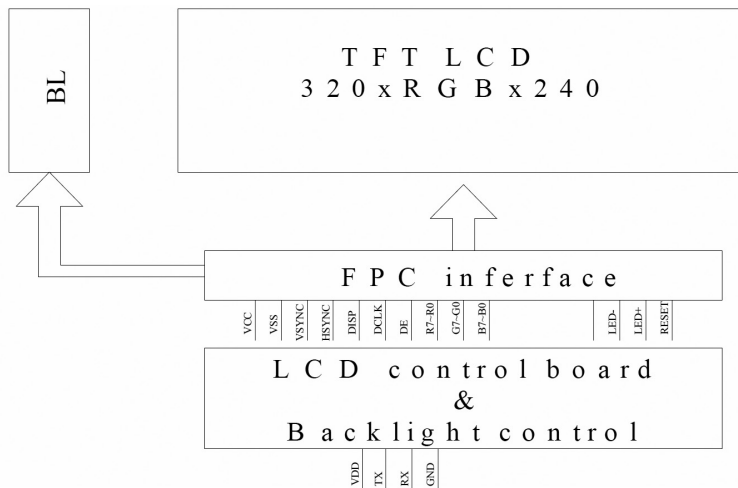 BL
TFT LCD
320xRGBx240
FPC inferface
VCC
VSS
VSYNC
HSYNC
DISP
DCLK
DE
R7~R0
G7~G0
B7~B0
LED-
LED+
RESET
LCD control board
&
Backlight control
VDD
TX
RX
GND